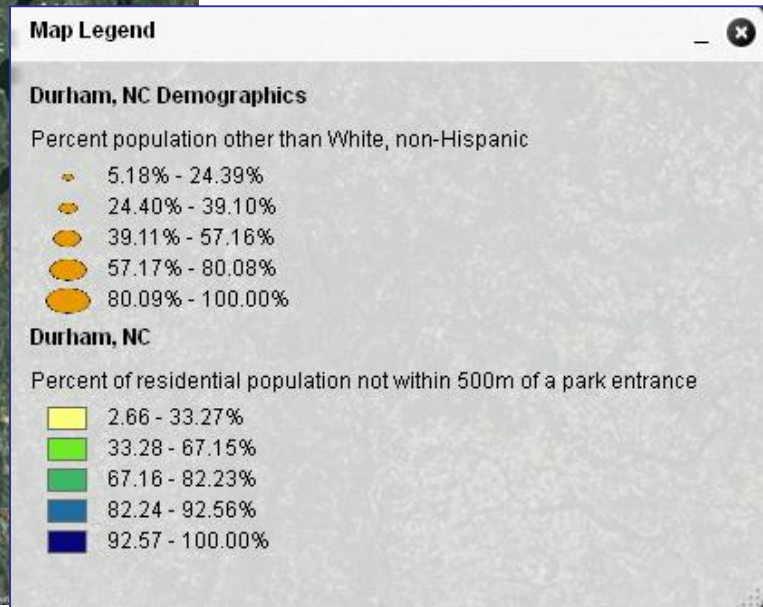 Map Legend
Durham, NC Demographics
Percent population other than White, non-Hispanic
5.18% - 24.39%
24.40% - 39.10%
39.11% - 57.16%
57.17% - 80.08%
80.09% - 100.00%
Durham, NC
Percent of residential population not within 500m of a park entrance
2.66 - 33.27%
33.28 - 67.15%
67.16 - 82.23%
82.24 - 92.56%
92.57 - 100.00%